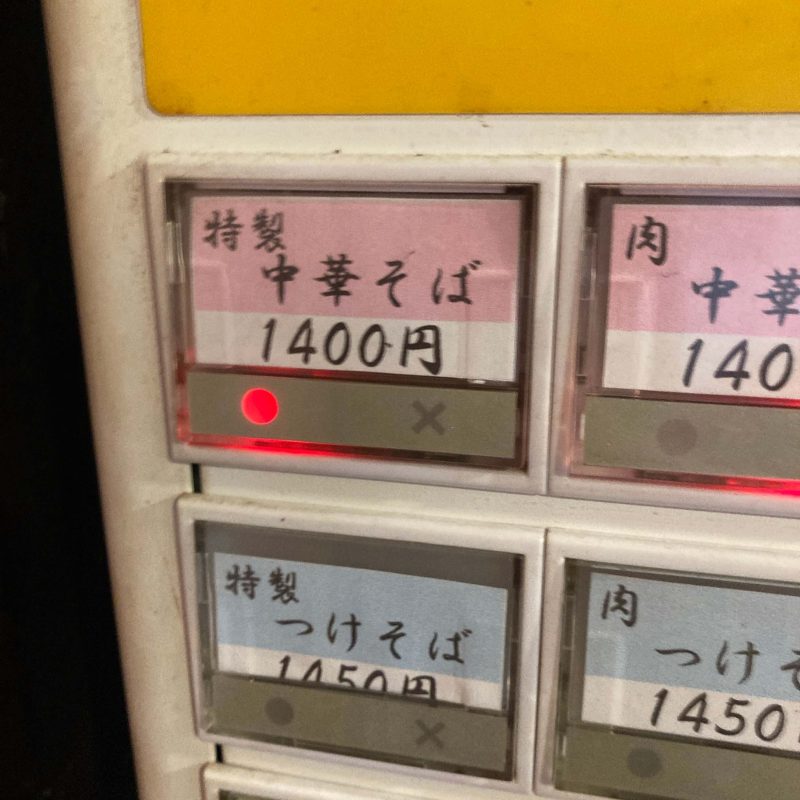 特製
中華そば
1400円
×
肉
中華
140
特製
つけそば
1450円
×
肉
つけそ
1450